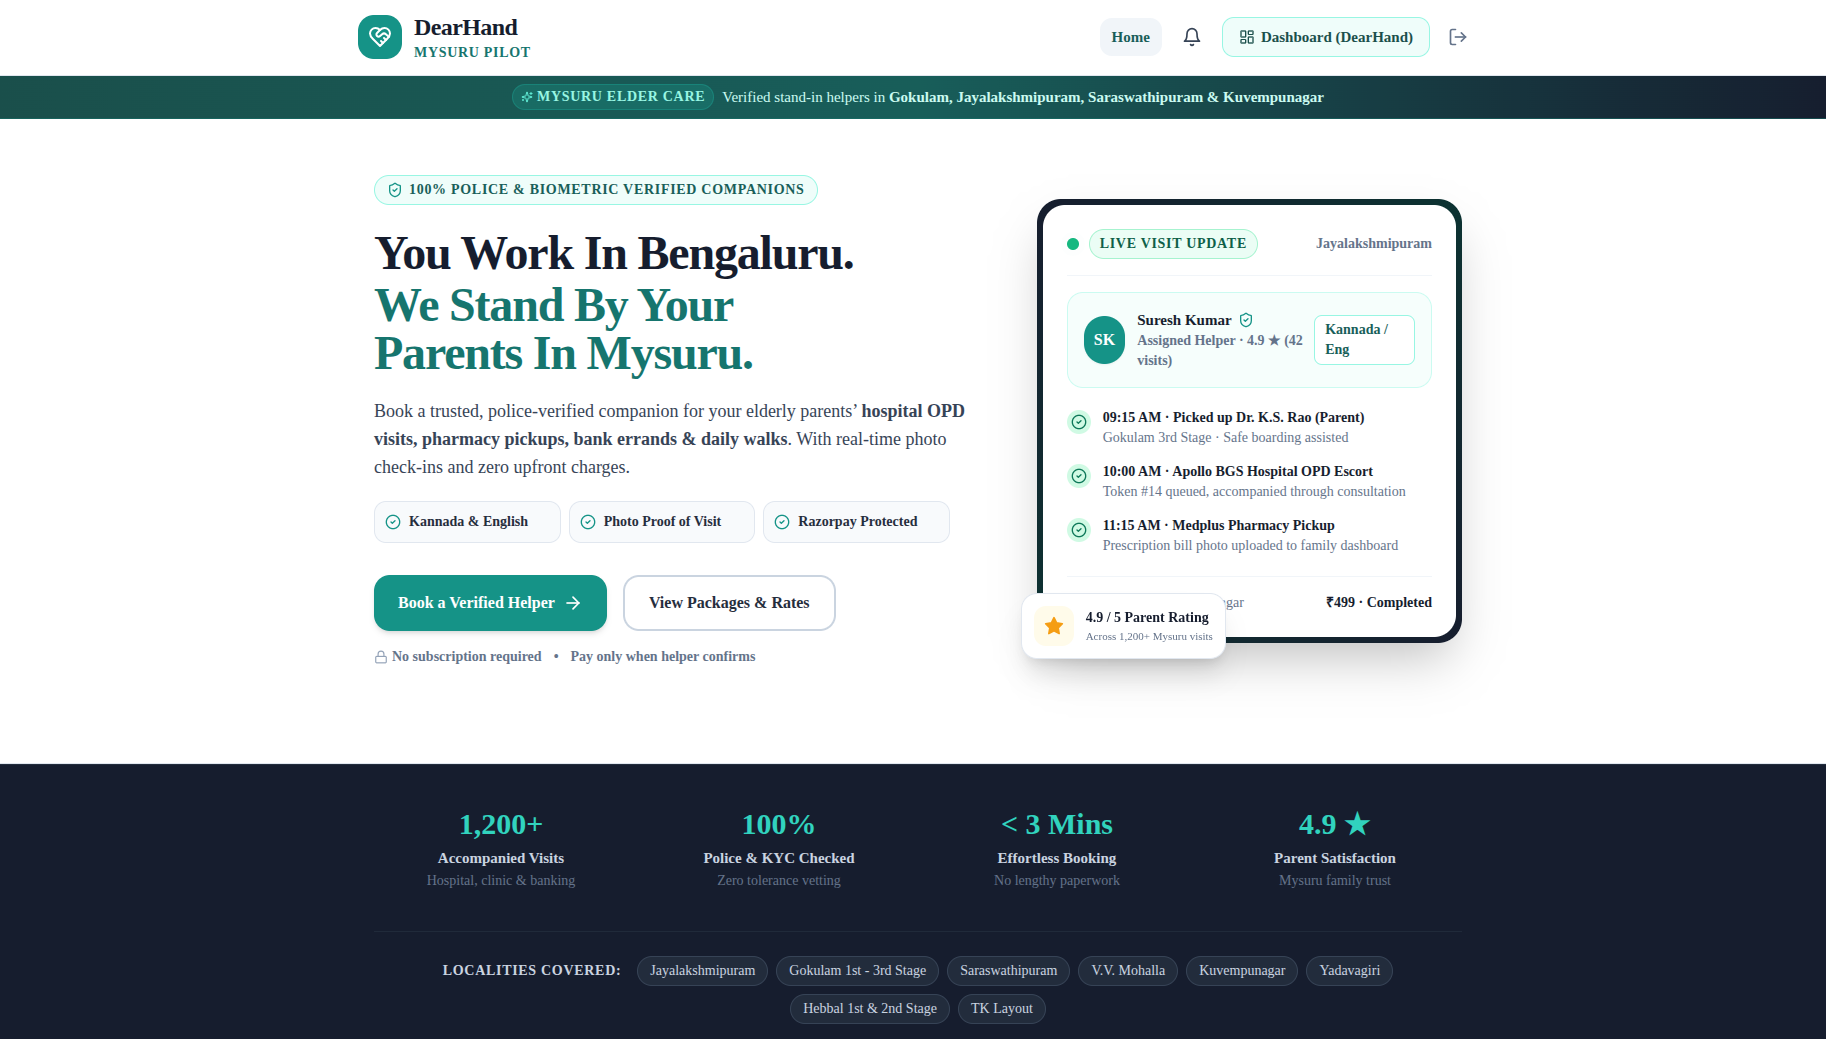 DearHand
MYSURU PILOT
Home
Dashboard (DearHand)
MYSURU ELDER CARE
Verified stand-in helpers in Gokulam, Jayalakshmipuram, Saraswathipuram & Kuvempunagar
100% POLICE & BIOMETRIC VERIFIED COMPANIONS
You Work In Bengaluru.
We Stand By Your
Parents In Mysuru.
Book a trusted, police-verified companion for your elderly parents’ hospital OPD
visits, pharmacy pickups, bank errands & daily walks. With real-time photo
check-ins and zero upfront charges.
Kannada & English
Photo Proof of Visit
Razorpay Protected
Book a Verified Helper
View Packages & Rates
No subscription required • Pay only when helper confirms
LIVE VISIT UPDATE
Jayalakshmipuram
SK
Suresh Kumar
Assigned Helper · 4.9 ★ (42
visits)
Kannada /
Eng
09:15 AM · Picked up Dr. K.S. Rao (Parent)
Gokulam 3rd Stage · Safe boarding assisted
10:00 AM · Apollo BGS Hospital OPD Escort
Token #14 queued, accompanied through consultation
11:15 AM · Medplus Pharmacy Pickup
Prescription bill photo uploaded to family dashboard
₹499 · Completed
4.9 / 5 Parent Rating
Across 1,200+ Mysuru visits
1,200+
Accompanied Visits
Hospital, clinic & banking
100%
Police & KYC Checked
Zero tolerance vetting
< 3 Mins
Effortless Booking
No lengthy paperwork
4.9 ★
Parent Satisfaction
Mysuru family trust
LOCALITIES COVERED:
Jayalakshmipuram
Gokulam 1st - 3rd Stage
Saraswathipuram
V.V. Mohalla
Kuvempunagar
Yadavagiri
Hebbal 1st & 2nd Stage
TK Layout